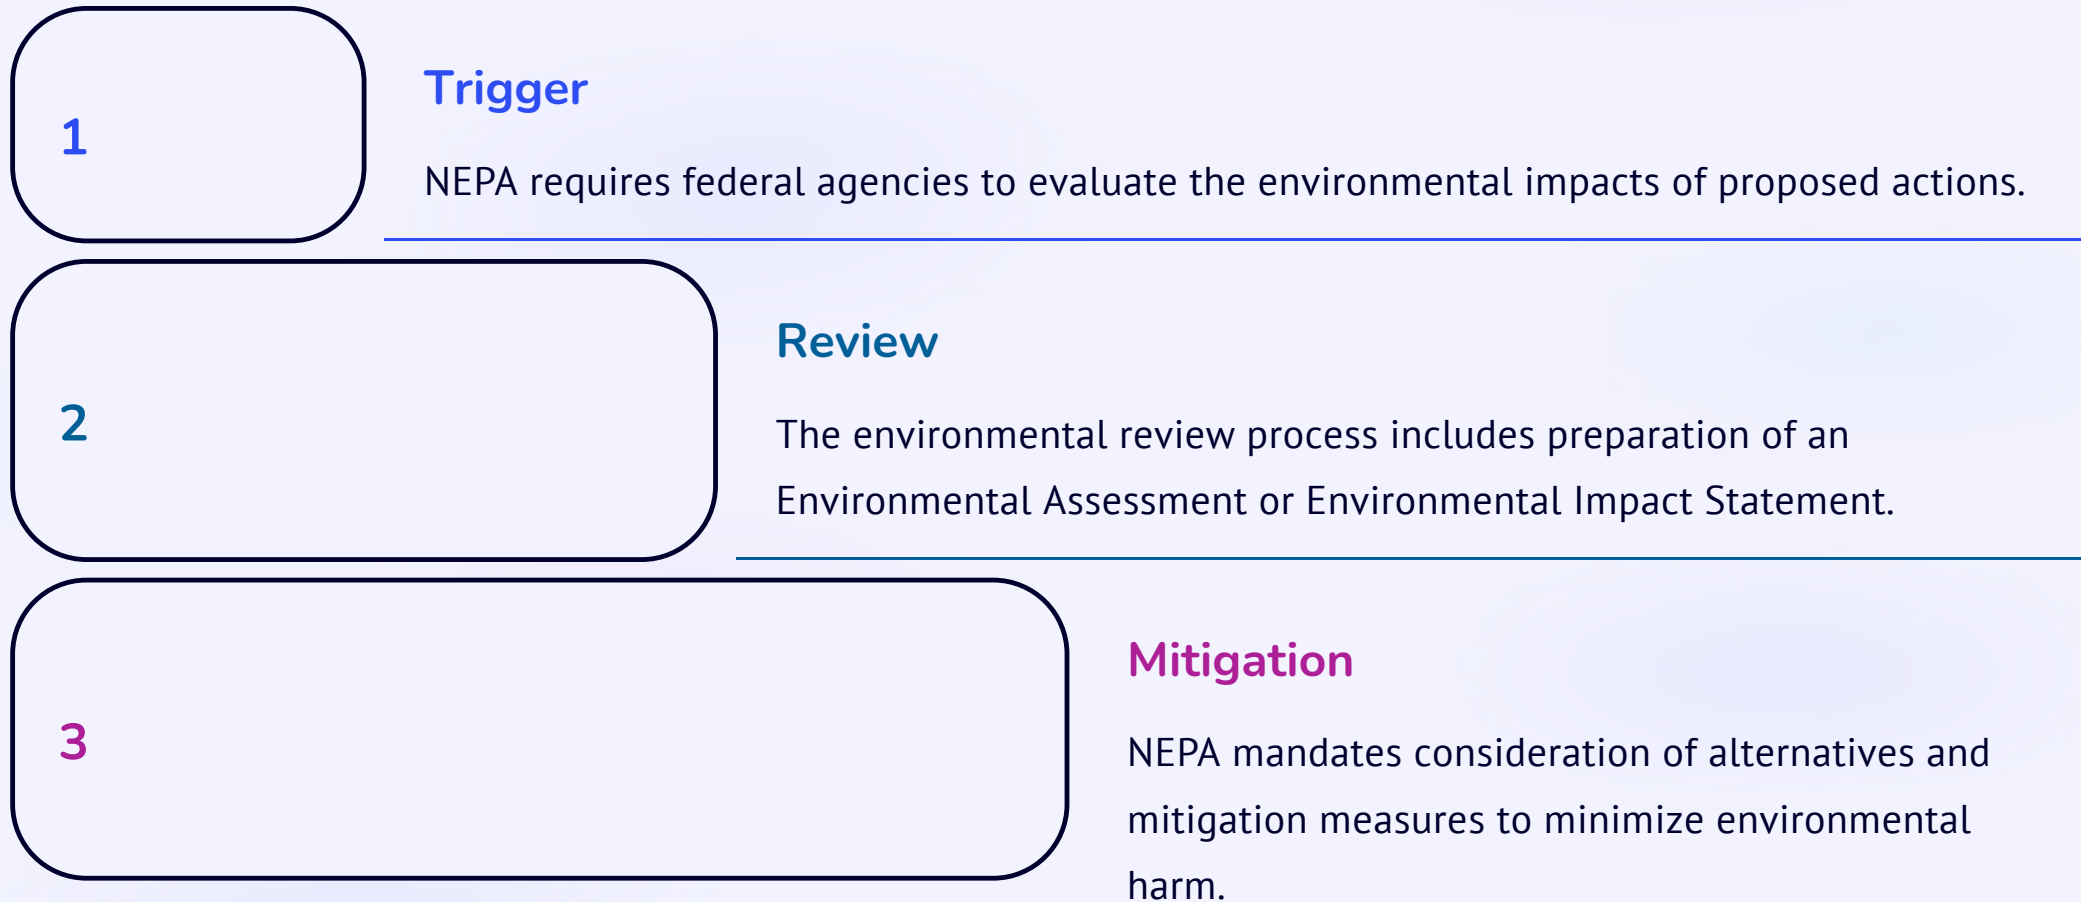 1
Trigger
NEPA requires federal agencies to evaluate the environmental impacts of proposed actions.
2
Review
The environmental review process includes preparation of an
Environmental Assessment or Environmental Impact Statement.
3
Mitigation
NEPA mandates consideration of alternatives and
mitigation measures to minimize environmental
harm.